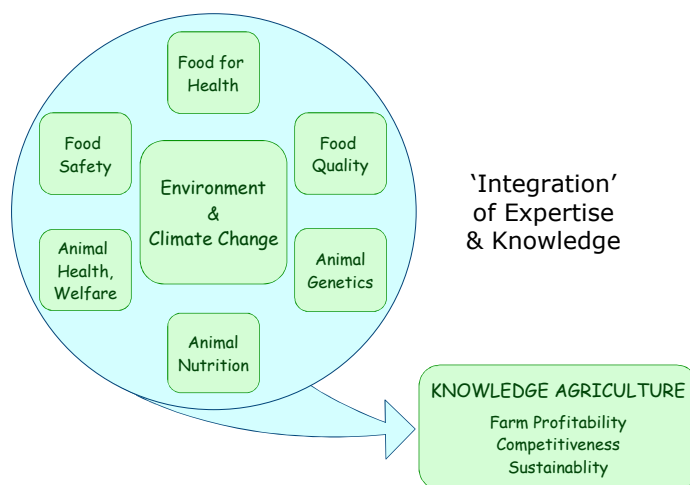 Food for
Health
Food
Safety
Food
Quality
Environment
&
Climate Change
Animal
Health,
Welfare
Animal
Genetics
Animal
Nutrition
‘Integration’
of Expertise
& Knowledge
KNOWLEDGE AGRICULTURE
Farm Profitability
Competitiveness
Sustainablity